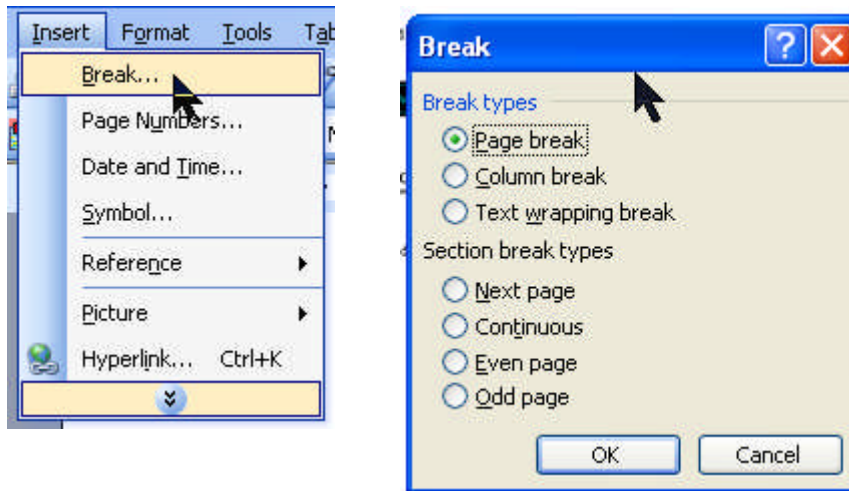 Insert Format Tools Tab
Break...
Page Numbers...
Date and Time...
Symbol...
Reference
Picture
Hyperlink... Ctrl+K
Break
Break types
Page break
Column break
Text wrapping break
Section break types
Next page
Continuous
Even page
Odd page
OK Cancel